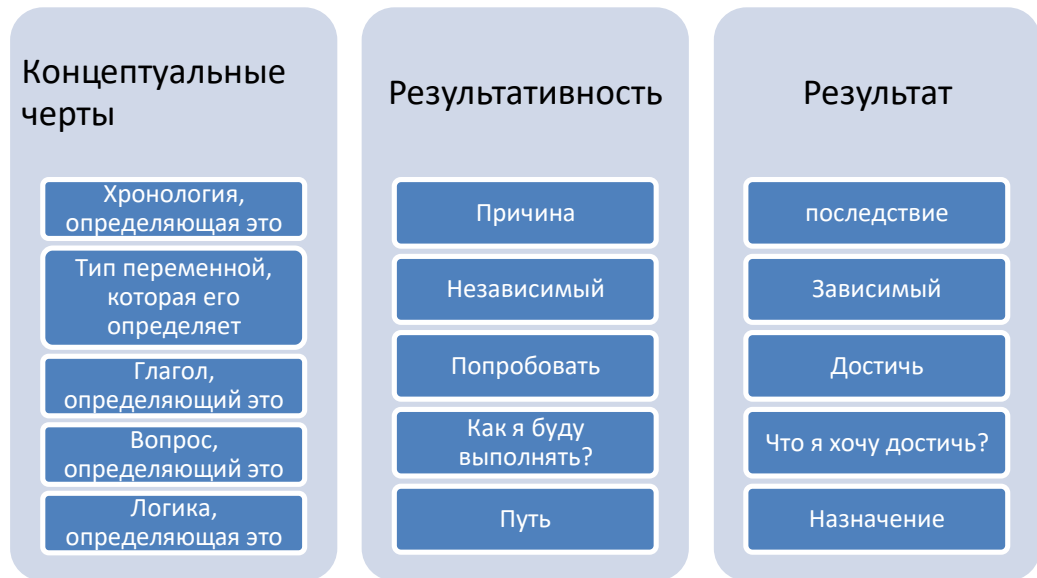 Концептуальные
черты
Хронология,
определяющая это
Тип переменной,
которая его
определяет
Глагол,
определяющий это
Вопрос,
определяющий это
Логика,
определяющая это
Результативность
Причина
Независимый
Попробовать
Как я буду
выполнять?
Путь
Результат
последствие
Зависимый
Достичь
Что я хочу достичь?
Назначение